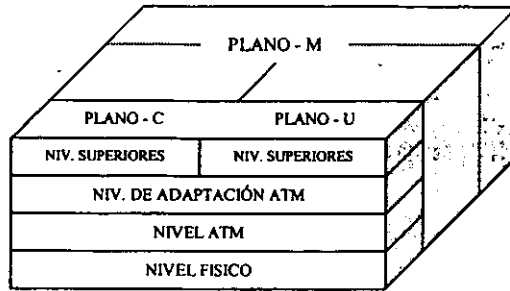 PLANO - M
PLANO - C PLANO - U
NIV. SUPERIORES NIV. SUPERIORES
NIV. DE ADAPTACIÓN ATM
NIVEL ATM
NIVEL FISICO